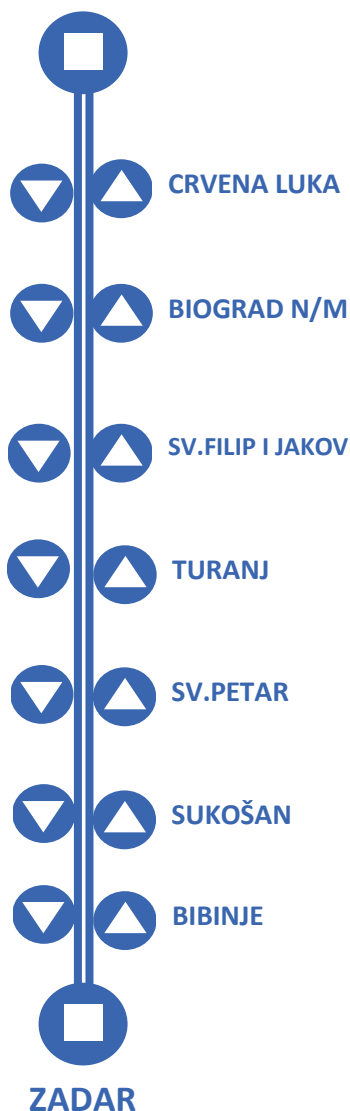 CRVENA LUKA
BIOGRAD N/M
SV.FILIP I JAKOV
TURANJ
SV.PETAR
SUKOŠAN
BIBINJE
ZADAR